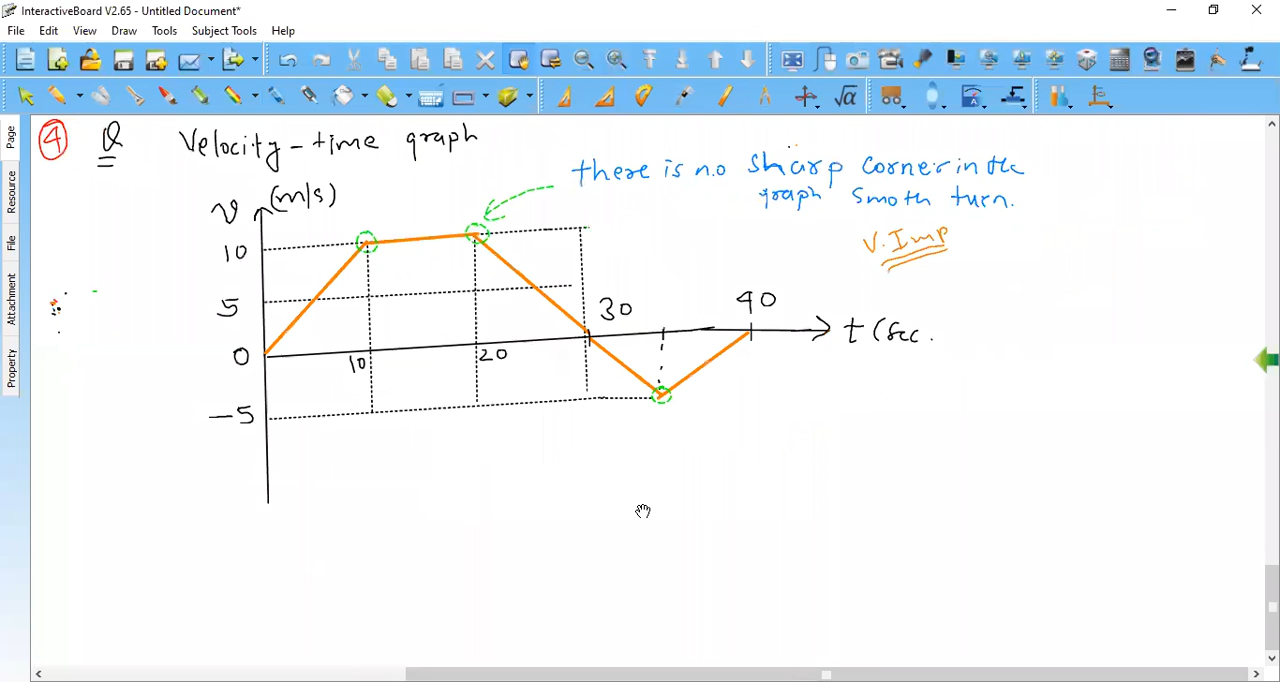 InteractiveBoard V2.65 - Untitled Document*
File Edit View Draw Tools Subject Tools Help
Page
Resource
File
Attachment
Property
4 Q Velocity-time graph
there is no sharp corner in the
graph smoth turn.
V.Imp
v (m/s)
10
5
0
-5
10
20
30
40
t (sec.